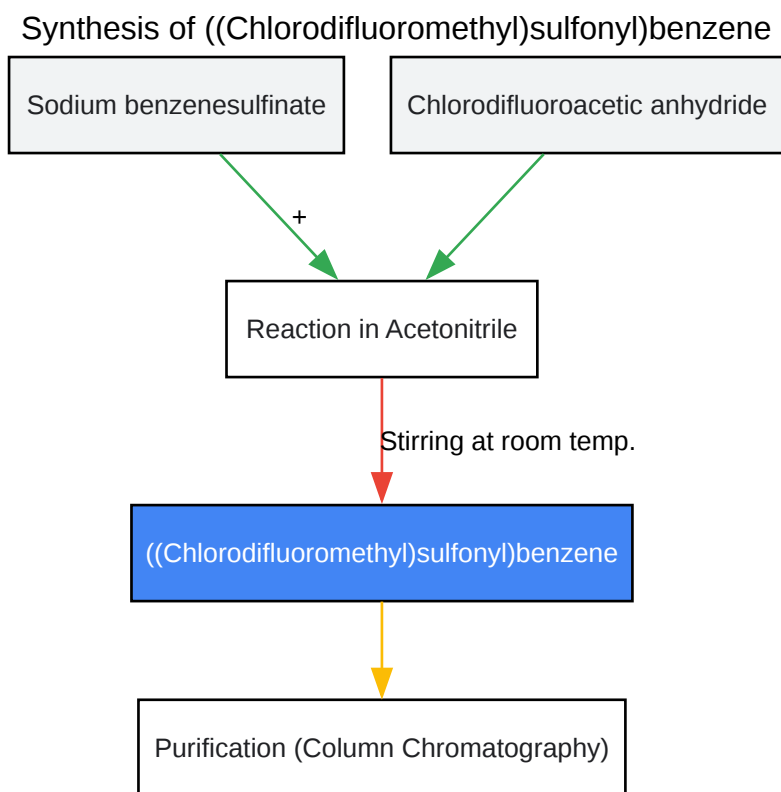 Synthesis of ((Chlorodifluoromethyl)sulfonyl)benzene
Sodium benzenesulfinate
Chlorodifluoroacetic anhydride
+
Reaction in Acetonitrile
Stirring at room temp.
((Chlorodifluoromethyl)sulfonyl)benzene
Purification (Column Chromatography)